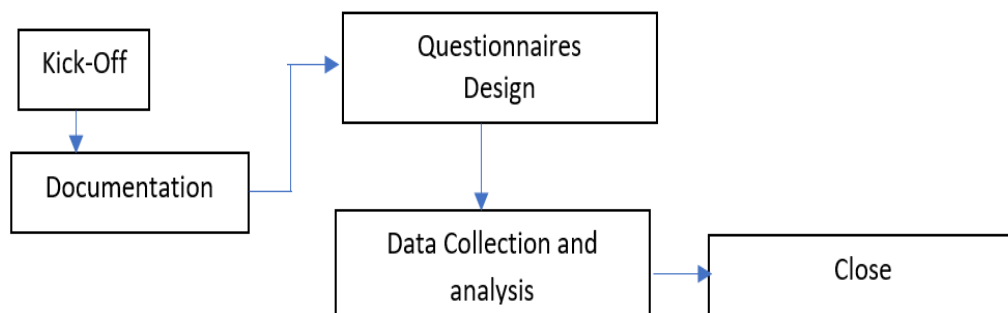 Kick-Off
Documentation
Questionnaires
Design
Data Collection and
analysis
Close